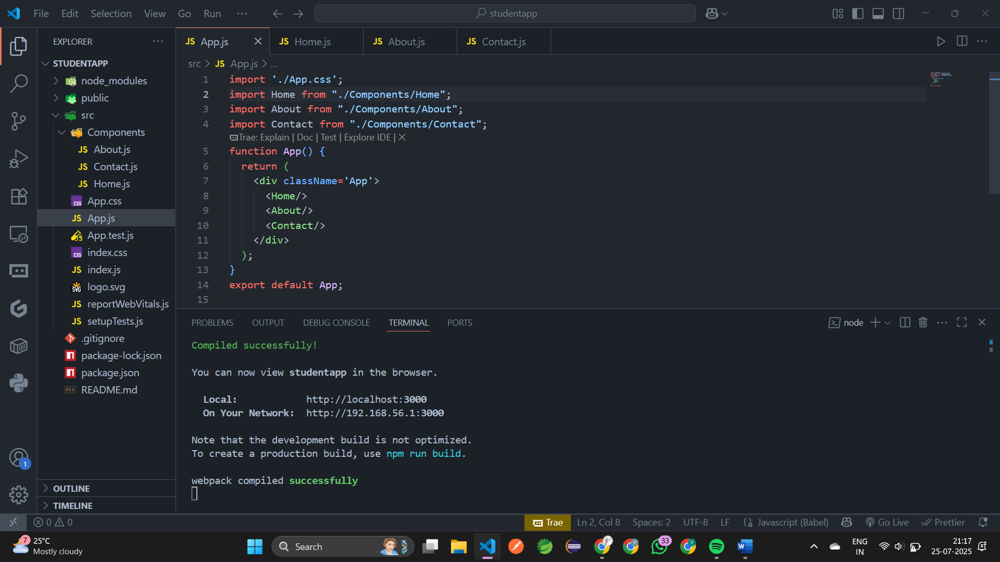 File Edit Selection View Go Run ··· studentapp
EXPLORER ···
STUDENTAPP
node_modules
public
src
Components
JS About.js
JS Contact.js
JS Home.js
css App.css
JS App.js
App.test.js
css index.css
JS index.js
SVG logo.svg
JS reportWebVitals.js
JS setupTests.js
.gitignore
package-lock.json
package.json
README.md
1
OUTLINE
TIMELINE
JS App.js JS Home.js JS About.js JS Contact.js ···
src > JS App.js > ...
1 import './App.css';
2 import Home from "./Components/Home";
3 import About from "./Components/About";
4 import Contact from "./Components/Contact";
Trae: Explain | Doc | Test | Explore IDE | X
5 function App() {
6 return (
7 <div className='App'>
8 <Home/>
9 <About/>
10 <Contact/>
11 </div>
12 );
13 }
14 export default App;
15
PROBLEMS OUTPUT DEBUG CONSOLE TERMINAL PORTS node ···
Compiled successfully!
You can now view studentapp in the browser.
Local: http://localhost:3000
On Your Network: http://192.168.56.1:3000
Note that the development build is not optimized.
To create a production build, use npm run build.
webpack compiled successfully
0 0 Trae Ln 2, Col 8 Spaces: 2 UTF-8 LF {} Javascript (Babel) Go Live Prettier
7 25°C
Mostly cloudy
Search
V
33
V
W
ENG
IN
21:17
25-07-2025